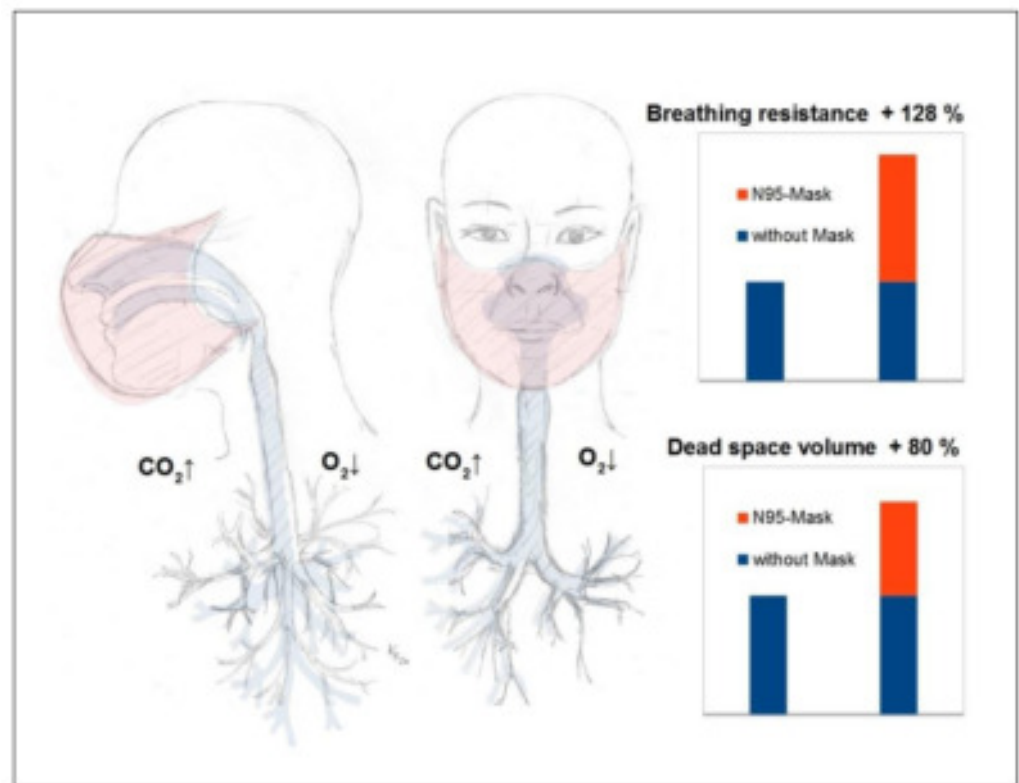 Breathing resistance + 128 %
N95-Mask
without Mask
CO₂↑
O₂↓
CO₂↑
O₂↓
Dead space volume + 80 %
N95-Mask
without Mask